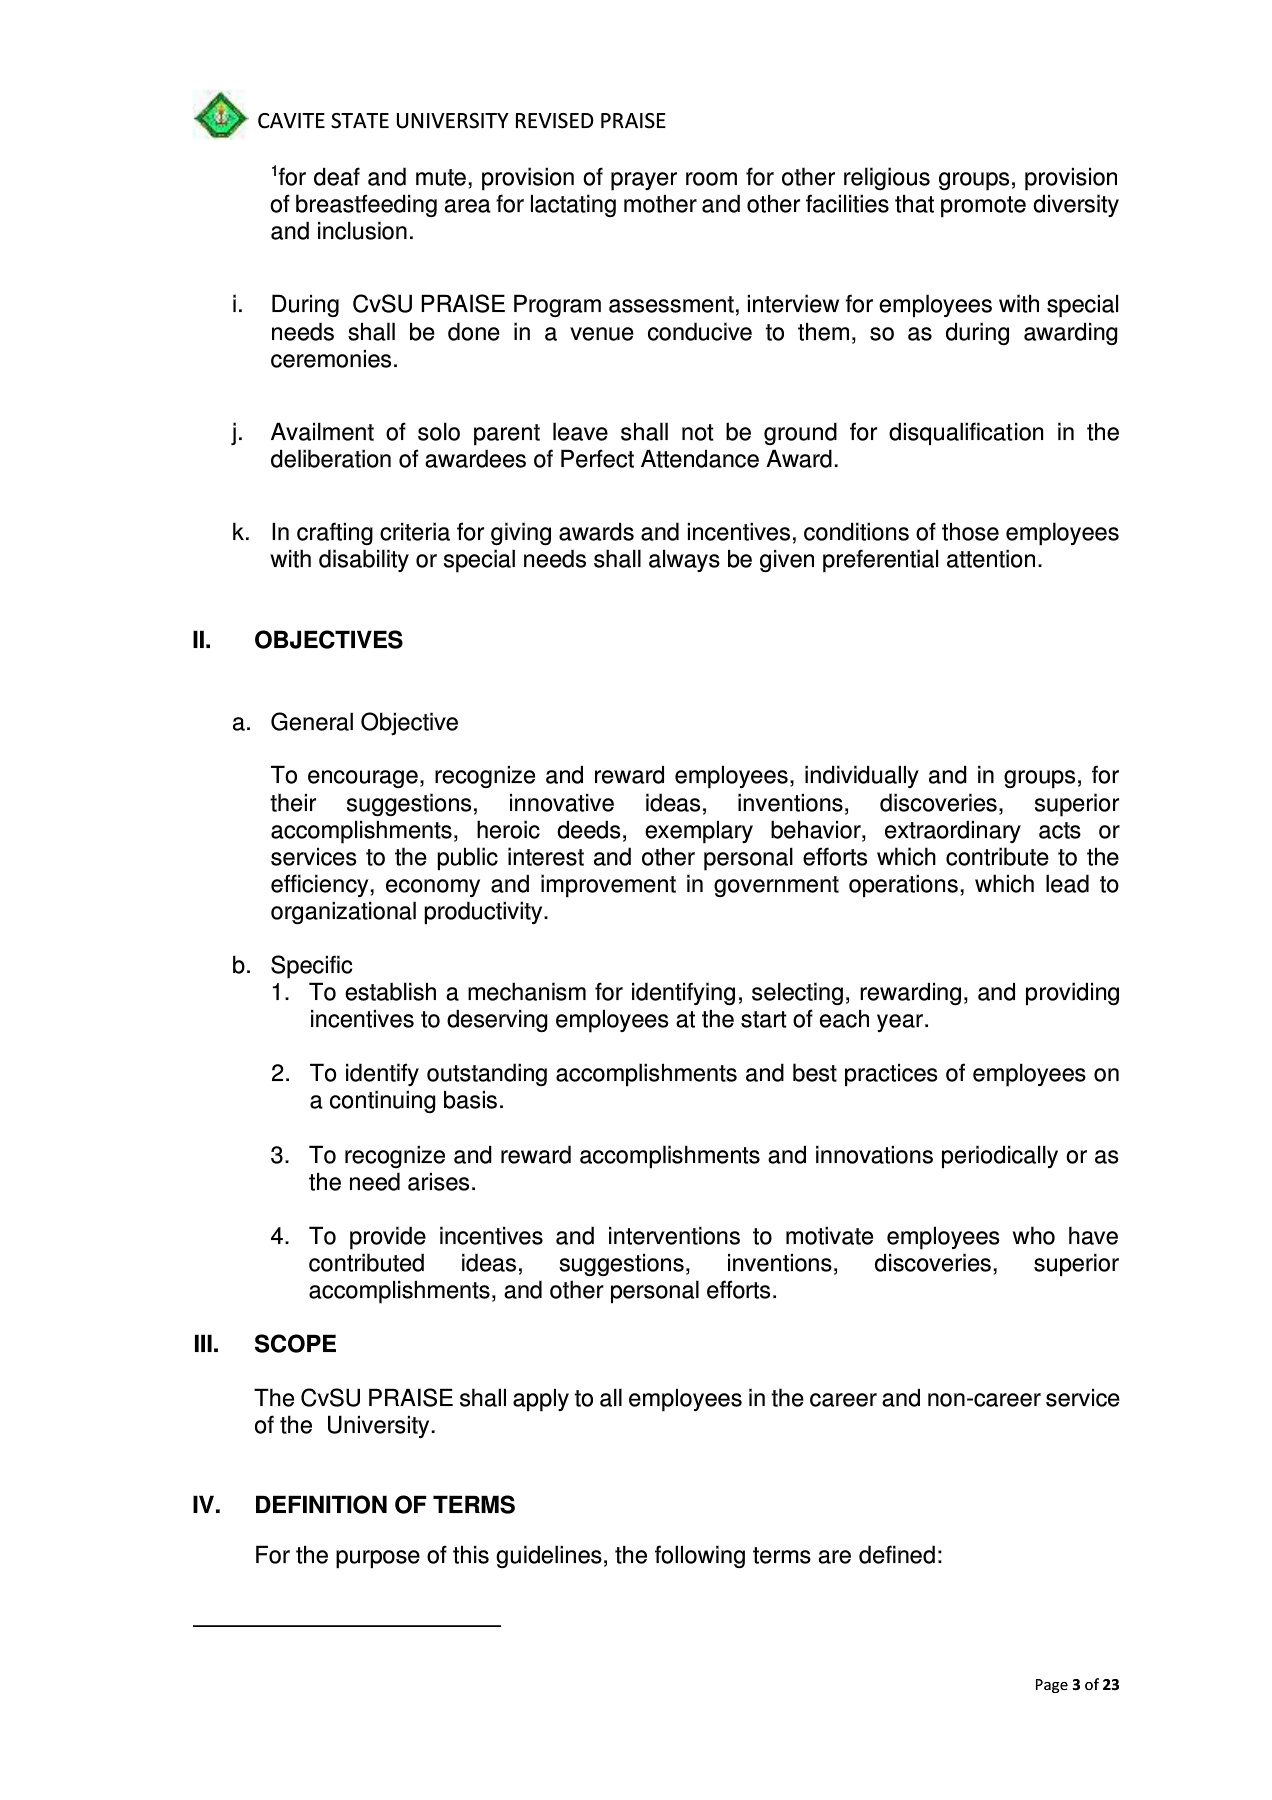 CAVITE STATE UNIVERSITY REVISED PRAISE
¹for deaf and mute, provision of prayer room for other religious groups, provision
of breastfeeding area for lactating mother and other facilities that promote diversity
and inclusion.
i. During CvSU PRAISE Program assessment, interview for employees with special
needs shall be done in a venue conducive to them, so as during awarding
ceremonies.
j. Availment of solo parent leave shall not be ground for disqualification in the
deliberation of awardees of Perfect Attendance Award.
k. In crafting criteria for giving awards and incentives, conditions of those employees
with disability or special needs shall always be given preferential attention.
II. OBJECTIVES
a. General Objective
To encourage, recognize and reward employees, individually and in groups, for
their suggestions, innovative ideas, inventions, discoveries, superior
accomplishments, heroic deeds, exemplary behavior, extraordinary acts or
services to the public interest and other personal efforts which contribute to the
efficiency, economy and improvement in government operations, which lead to
organizational productivity.
b. Specific
1. To establish a mechanism for identifying, selecting, rewarding, and providing
incentives to deserving employees at the start of each year.
2. To identify outstanding accomplishments and best practices of employees on
a continuing basis.
3. To recognize and reward accomplishments and innovations periodically or as
the need arises.
4. To provide incentives and interventions to motivate employees who have
contributed ideas, suggestions, inventions, discoveries, superior
accomplishments, and other personal efforts.
III. SCOPE
The CvSU PRAISE shall apply to all employees in the career and non-career service
of the University.
IV. DEFINITION OF TERMS
For the purpose of this guidelines, the following terms are defined:
Page 3 of 23